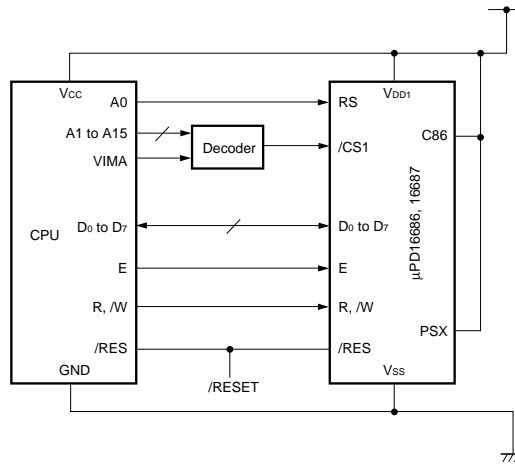 VCC VDD1
A0 RS
A1 to A15
C86
Decoder /CS1
VIMA
µPD16686, 16687
D0 to D7 D0 to D7
CPU
E E
R, /W R, /W
PSX
/RES /RES
GND VSS
/RESET